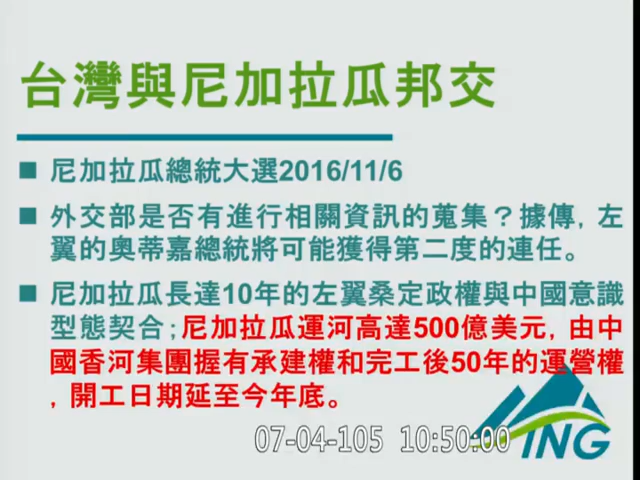 台灣與尼加拉瓜邦交
尼加拉瓜總統大選2016/11/6
外交部是否有進行相關資訊的蒐集？據傳，左
翼的奧蒂嘉總統將可能獲得第二度的連任。
尼加拉瓜長達10年的左翼桑定政權與中國意識
型態契合;尼加拉瓜運河高達500億美元，由中
國香河集團握有承建權和完工後50年的運營權
，開工日期延至今年底。
07-04-105 10:50:00
ING